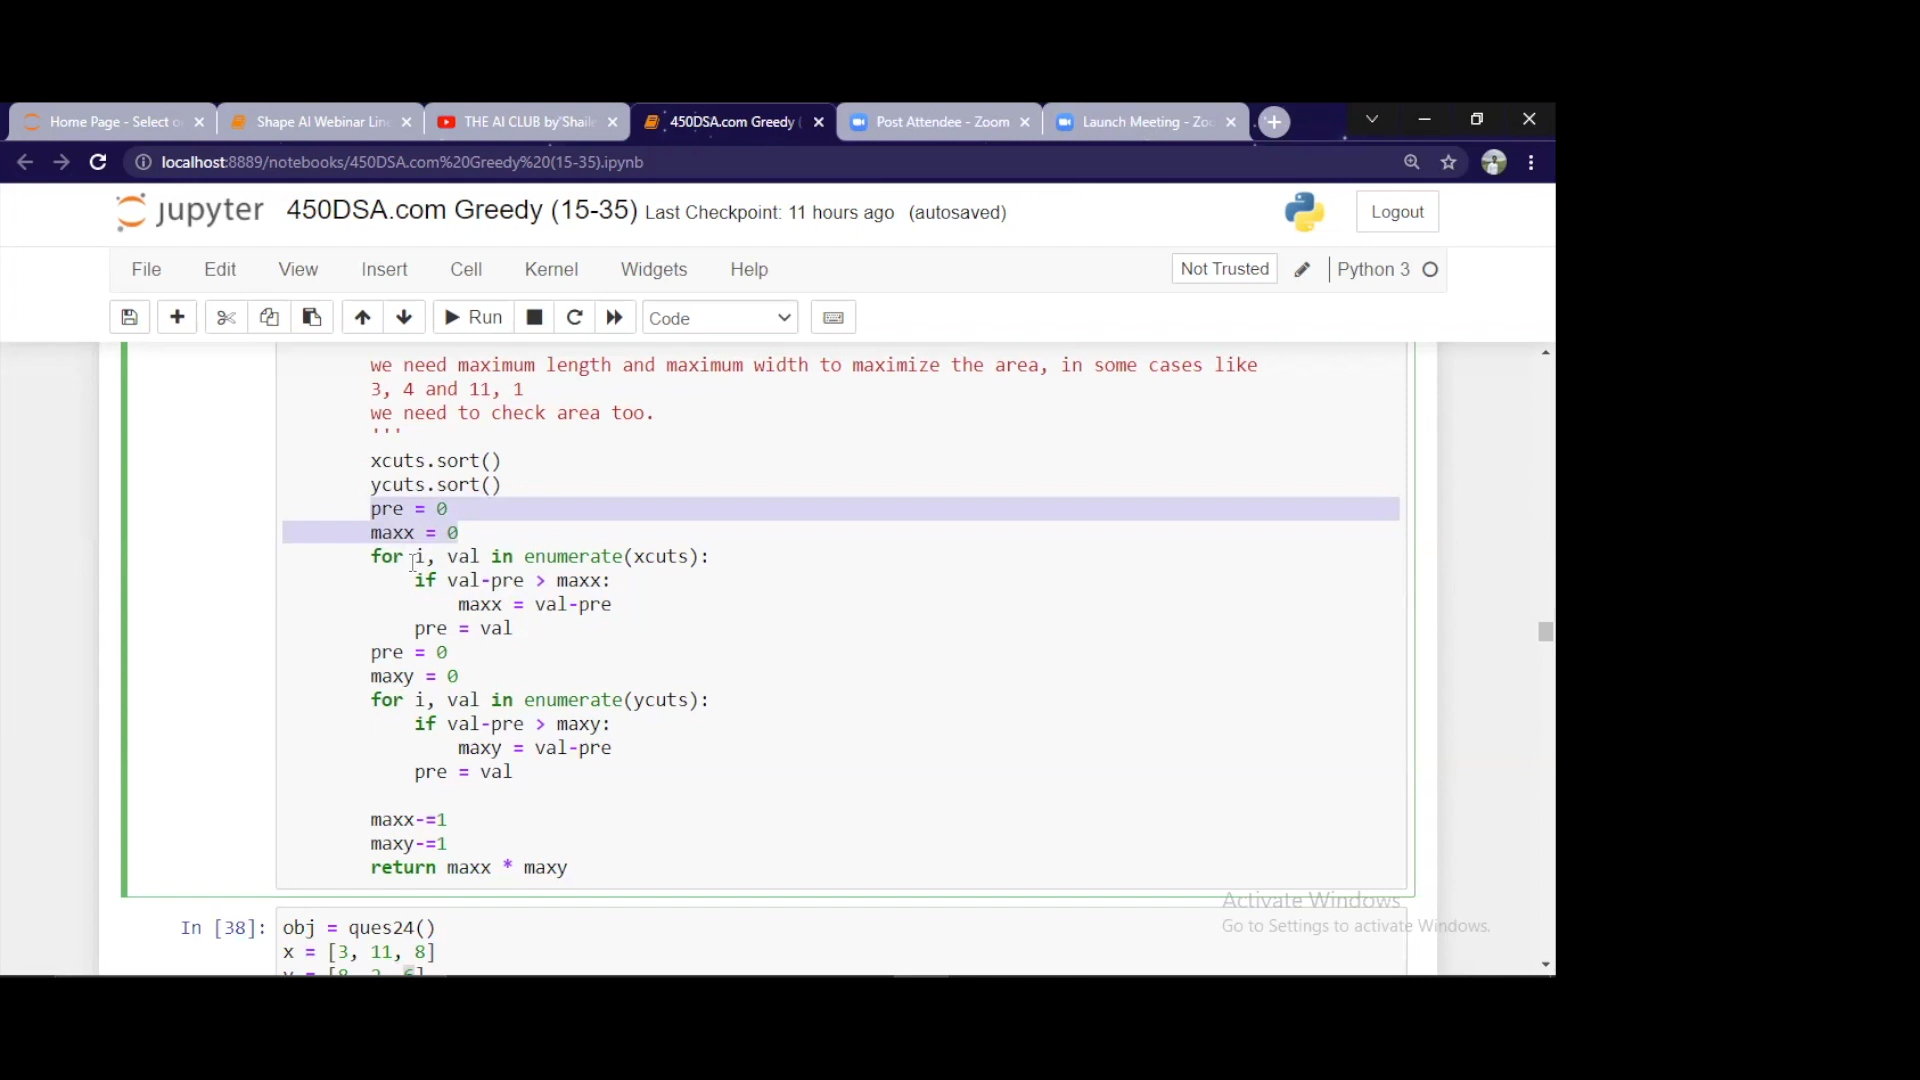 Home Page - Select o
Shape AI Webinar Lin
THE AI CLUB by Shaile
450DSA.com Greedy (
Post Attendee - Zoom
Launch Meeting - Zo
localhost:8889/notebooks/450DSA.com%20Greedy%20(15-35).ipynb
jupyter 450DSA.com Greedy (15-35) Last Checkpoint: 11 hours ago (autosaved)
Logout
File Edit View Insert Cell Kernel Widgets Help
Not Trusted
Python 3
Run
Code
we need maximum length and maximum width to maximize the area, in some cases like
3, 4 and 11, 1
we need to check area too.
'''
xcuts.sort()
ycuts.sort()
pre = 0
maxx = 0
for i, val in enumerate(xcuts):
if val-pre > maxx:
maxx = val-pre
pre = val
pre = 0
maxy = 0
for i, val in enumerate(ycuts):
if val-pre > maxy:
maxy = val-pre
pre = val
maxx-=1
maxy-=1
return maxx * maxy
Activate Windows
Go to Settings to activate Windows.
In [38]: obj = ques24()
x = [3, 11, 8]